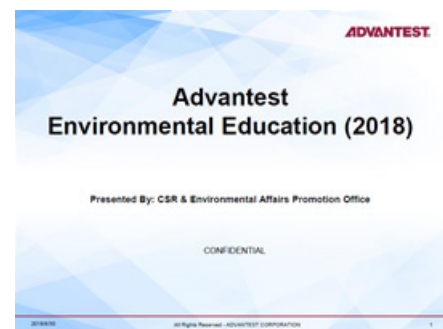 ADVANTEST.
Advantest
Environmental Education (2018)
Presented By: CSR & Environmental Affairs Promotion Office
CONFIDENTIAL
All Rights Reserved - ADVANTEST CORPORATION
1